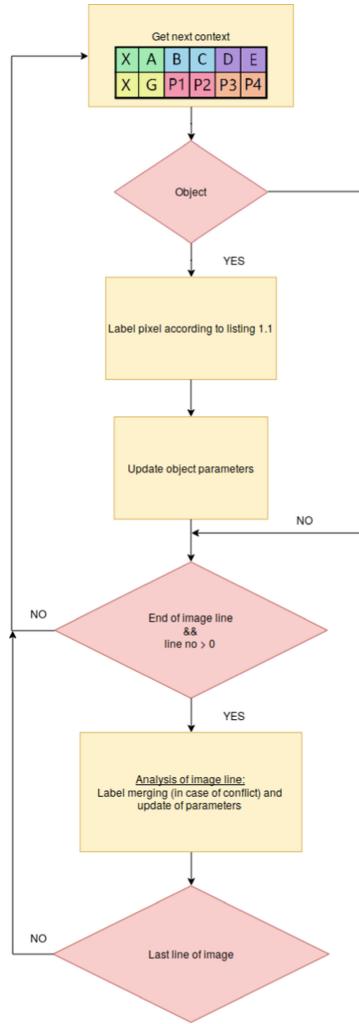 Get next context
X A B C D E
X G P1 P2 P3 P4
Object
YES
Label pixel according to listing 1.1
Update object parameters
NO
End of image line
&&
line no > 0
NO
YES
Analysis of image line:
Label merging (in case of conflict) and
update of parameters
NO
Last line of image